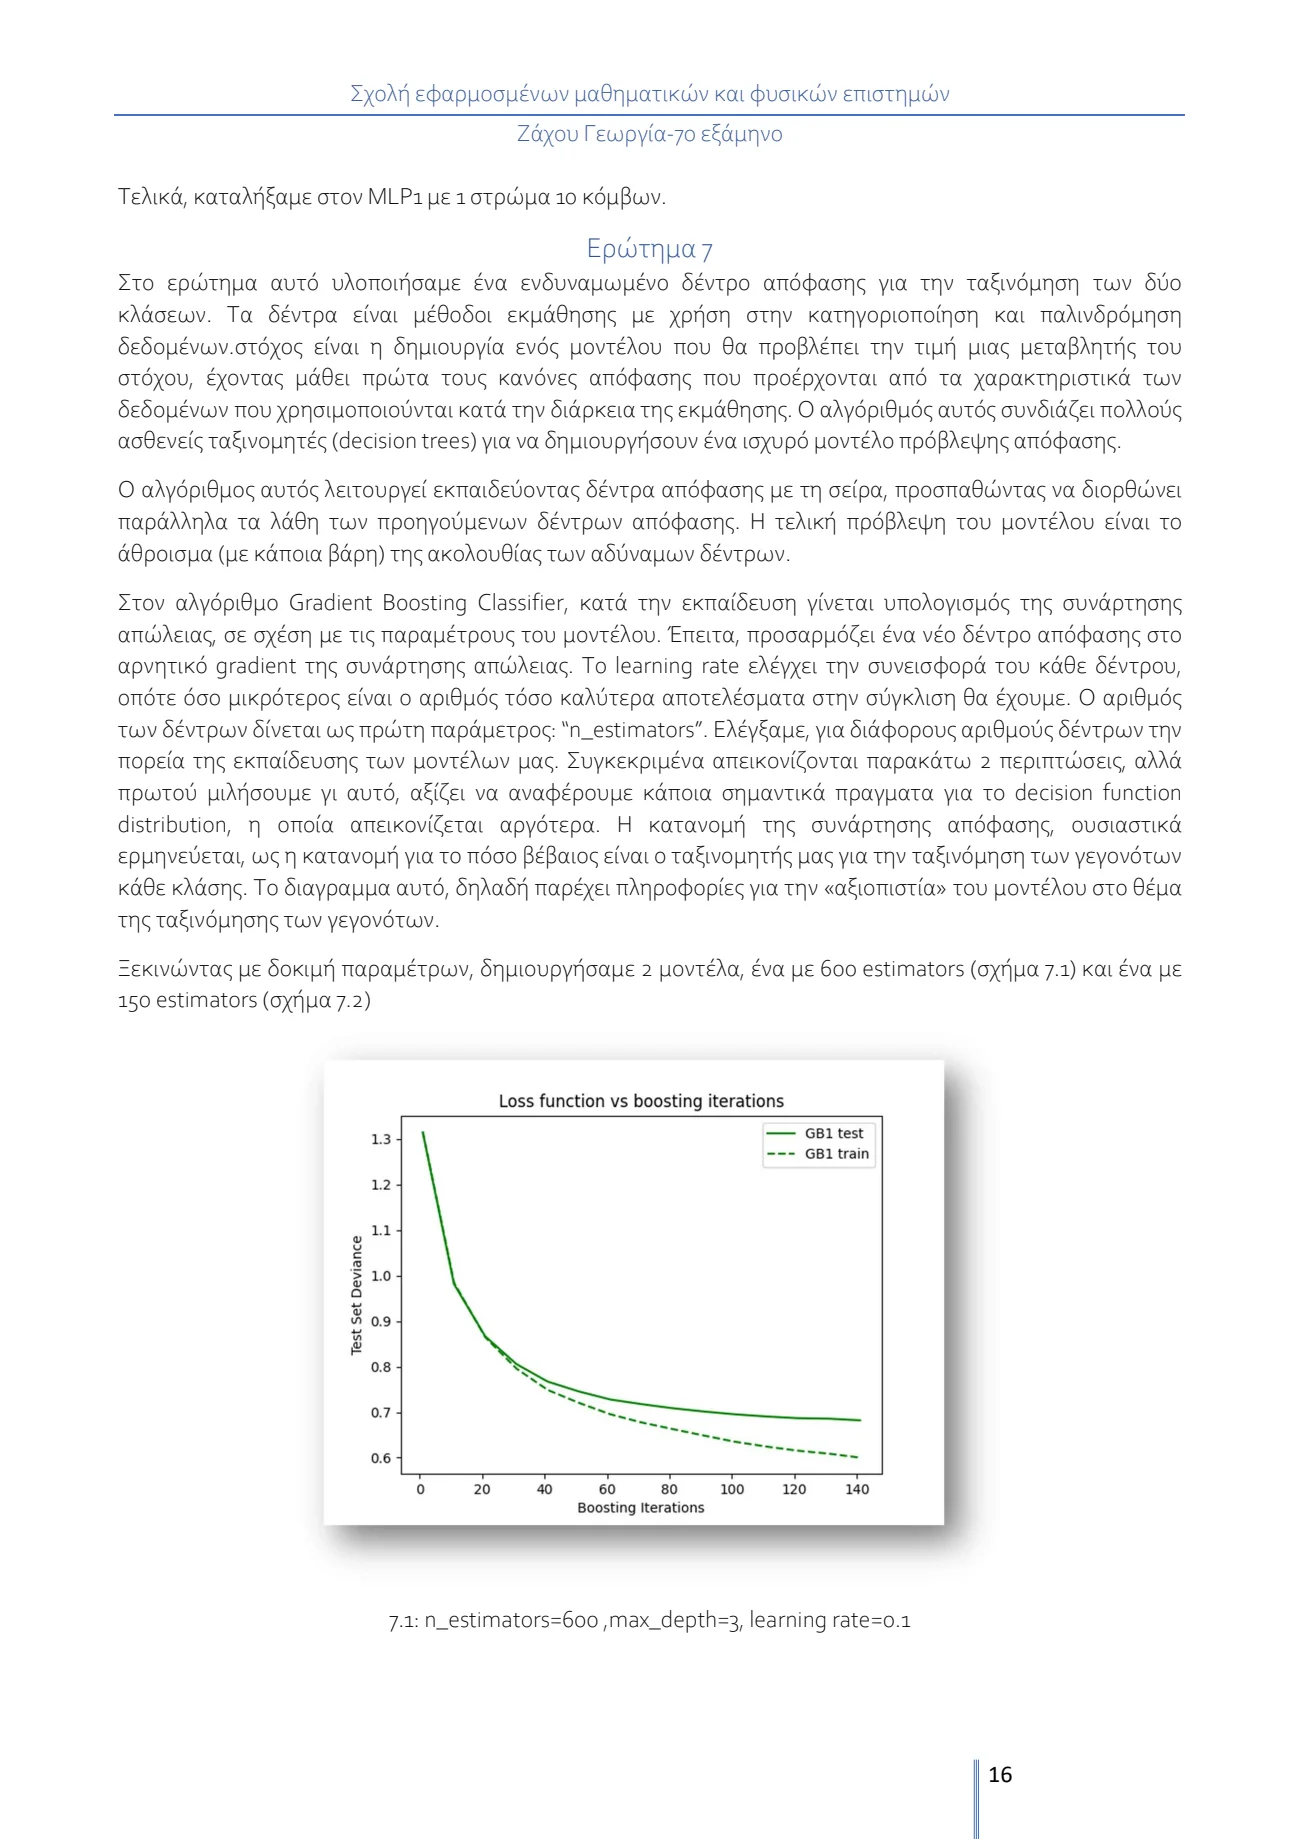 Σχολή εφαρμοσμένων μαθηματικών και φυσικών επιστημών
Ζάχου Γεωργία-7ο εξάμηνο
Τελικά, καταλήξαμε στον MLP1 με 1 στρώμα 10 κόμβων.
Ερώτημα 7
Στο ερώτημα αυτό υλοποιήσαμε ένα ενδυναμωμένο δέντρο απόφασης για την ταξινόμηση των δύο
κλάσεων. Τα δέντρα είναι μέθοδοι εκμάθησης με χρήση στην κατηγοριοποίηση και παλινδρόμηση
δεδομένων.στόχος είναι η δημιουργία ενός μοντέλου που θα προβλέπει την τιμή μιας μεταβλητής του
στόχου, έχοντας μάθει πρώτα τους κανόνες απόφασης που προέρχονται από τα χαρακτηριστικά των
δεδομένων που χρησιμοποιούνται κατά την διάρκεια της εκμάθησης. Ο αλγόριθμός αυτός συνδιάζει πολλούς
ασθενείς ταξινομητές (decision trees) για να δημιουργήσουν ένα ισχυρό μοντέλο πρόβλεψης απόφασης.
Ο αλγόριθμος αυτός λειτουργεί εκπαιδεύοντας δέντρα απόφασης με τη σείρα, προσπαθώντας να διορθώνει
παράλληλα τα λάθη των προηγούμενων δέντρων απόφασης. Η τελική πρόβλεψη του μοντέλου είναι το
άθροισμα (με κάποια βάρη) της ακολουθίας των αδύναμων δέντρων.
Στον αλγόριθμο Gradient Boosting Classifier, κατά την εκπαίδευση γίνεται υπολογισμός της συνάρτησης
απώλειας, σε σχέση με τις παραμέτρους του μοντέλου. Έπειτα, προσαρμόζει ένα νέο δέντρο απόφασης στο
αρνητικό gradient της συνάρτησης απώλειας. Το learning rate ελέγχει την συνεισφορά του κάθε δέντρου,
οπότε όσο μικρότερος είναι ο αριθμός τόσο καλύτερα αποτελέσματα στην σύγκλιση θα έχουμε. Ο αριθμός
των δέντρων δίνεται ως πρώτη παράμετρος: “n_estimators”. Ελέγξαμε, για διάφορους αριθμούς δέντρων την
πορεία της εκπαίδευσης των μοντέλων μας. Συγκεκριμένα απεικονίζονται παρακάτω 2 περιπτώσεις, αλλά
πρωτού μιλήσουμε γι αυτό, αξίζει να αναφέρουμε κάποια σημαντικά πραγματα για το decision function
distribution, η οποία απεικονίζεται αργότερα. Η κατανομή της συνάρτησης απόφασης, ουσιαστικά
ερμηνεύεται, ως η κατανομή για το πόσο βέβαιος είναι ο ταξινομητής μας για την ταξινόμηση των γεγονότων
κάθε κλάσης. Το διαγραμμα αυτό, δηλαδή παρέχει πληροφορίες για την «αξιοπιστία» του μοντέλου στο θέμα
της ταξινόμησης των γεγονότων.
Ξεκινώντας με δοκιμή παραμέτρων, δημιουργήσαμε 2 μοντέλα, ένα με 600 estimators (σχήμα 7.1) και ένα με
150 estimators (σχήμα 7.2)
Loss function vs boosting iterations
GB1 test
GB1 train
1.3
1.2
1.1
1.0
0.9
0.8
0.7
0.6
Test Set Deviance
0 20 40 60 80 100 120 140
Boosting Iterations
7.1: n_estimators=600 ,max_depth=3, learning rate=0.1
16